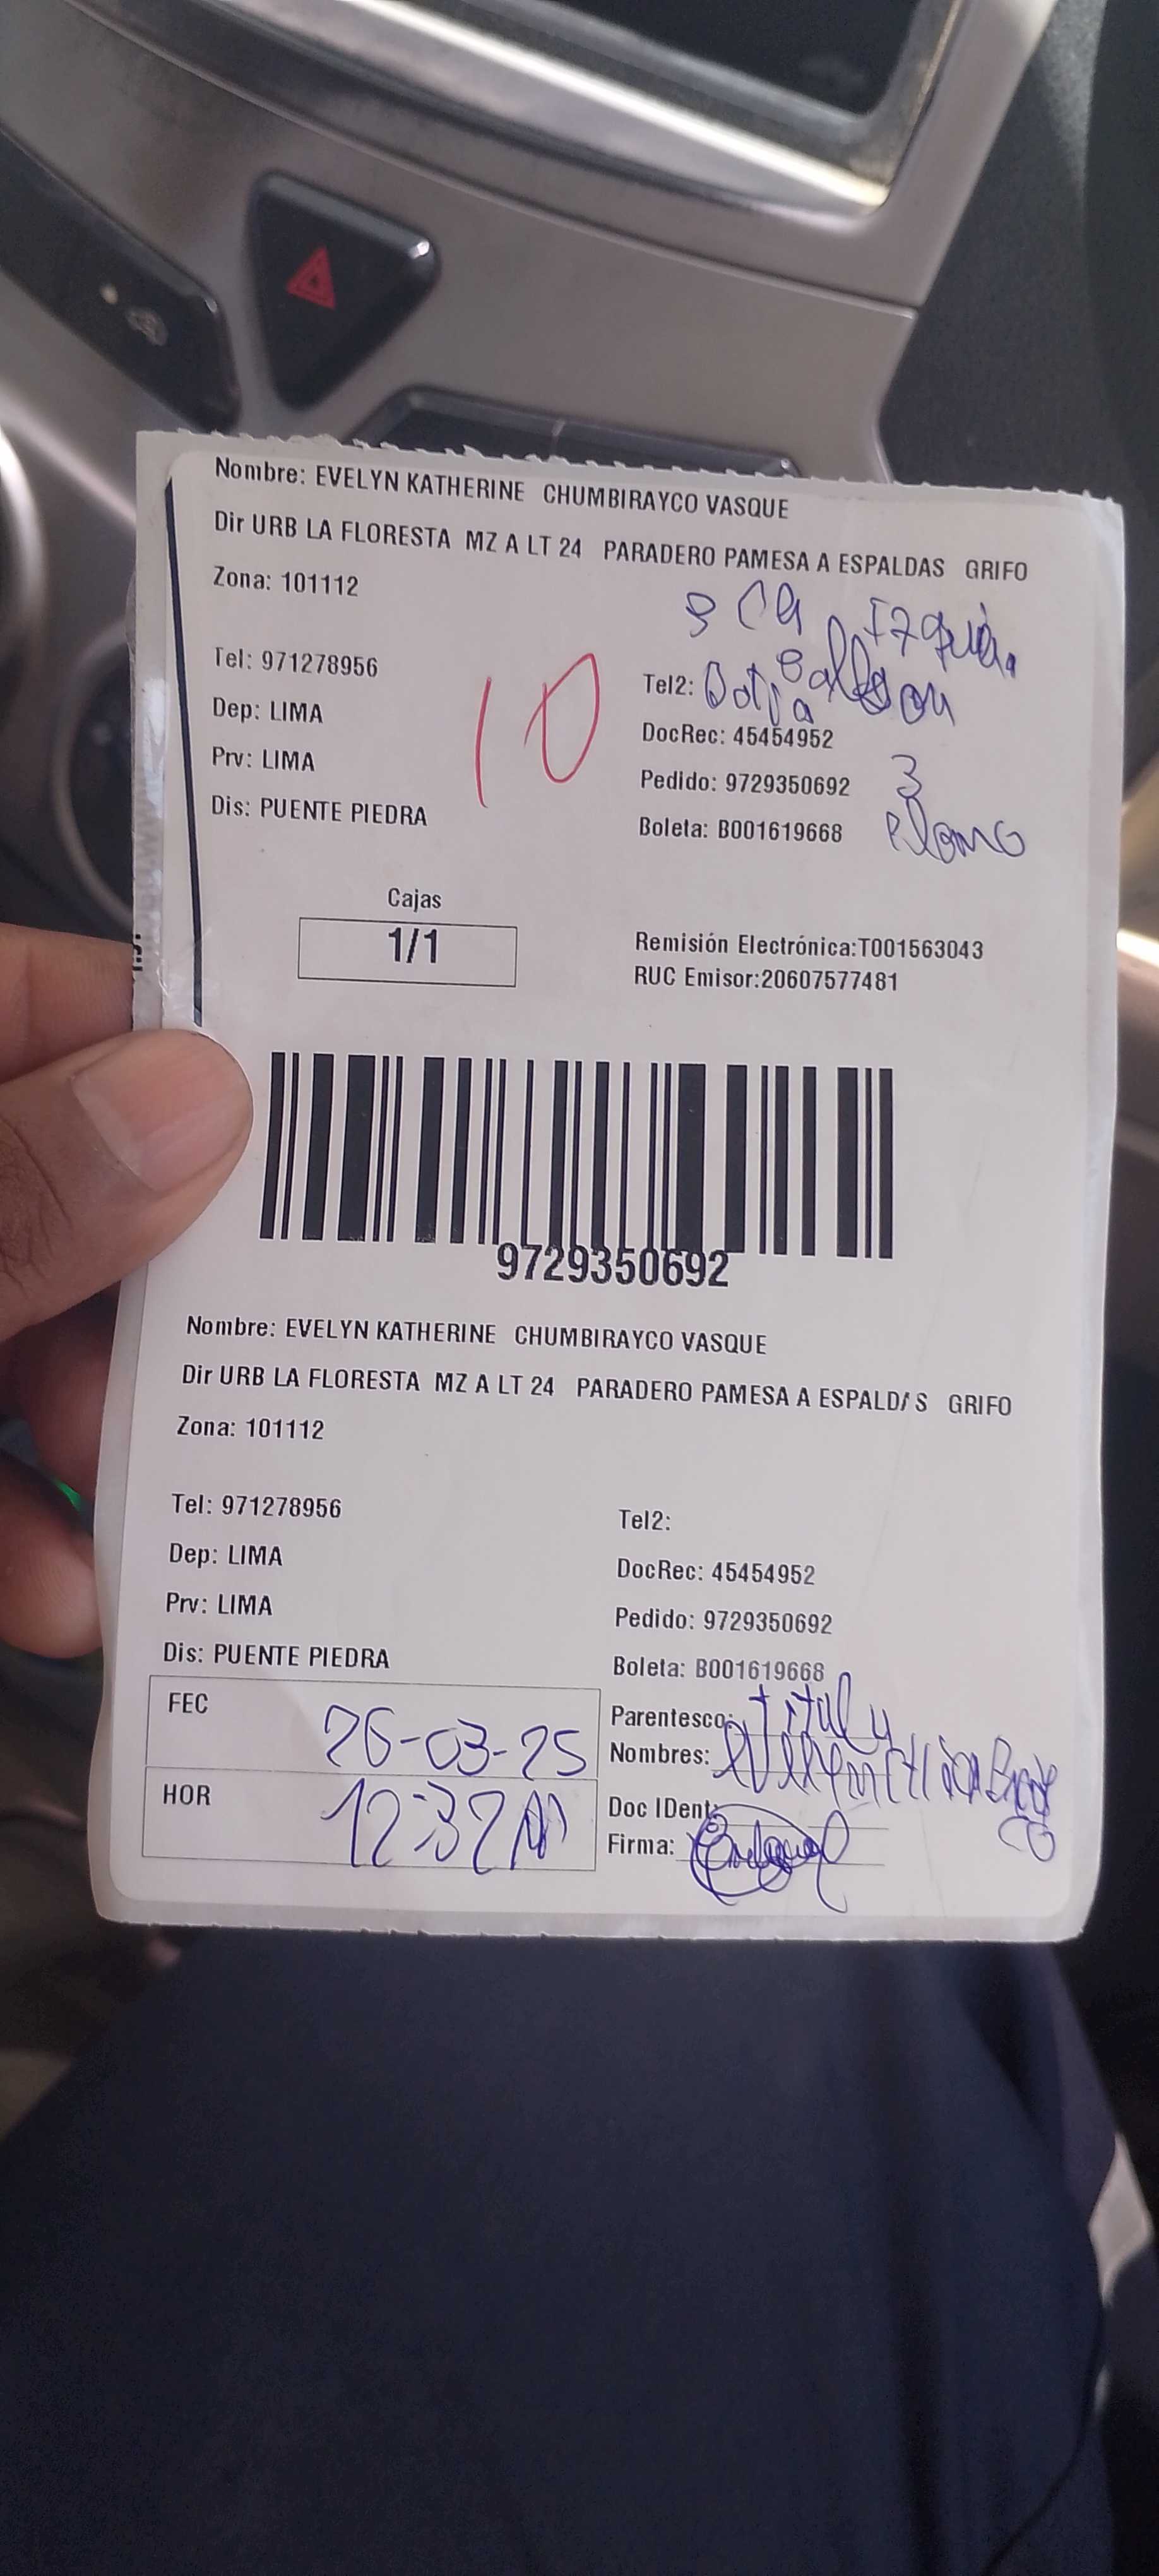 Nombre: EVELYN KATHERINE CHUMBIRAYCO VASQUE
Dir URB LA FLORESTA MZ A LT 24 PARADERO PAMESA A ESPALDAS GRIFO
Zona: 101112
Tel: 971278956
Dep: LIMA
Prv: LIMA
Dis: PUENTE PIEDRA
10
Tel2:
DocRec: 45454952
Pedido: 9729350692
3
Boleta: B001619668
Cajas
1/1
Remisión Electrónica:T001563043
RUC Emisor:20607577481
9729350692
Nombre: EVELYN KATHERINE CHUMBIRAYCO VASQUE
Dir URB LA FLORESTA MZ A LT 24 PARADERO PAMESA A ESPALDAS GRIFO
Zona: 101112
Tel: 971278956
Dep: LIMA
Prv: LIMA
Dis: PUENTE PIEDRA
Tel2:
DocRec: 45454952
Pedido: 9729350692
Boleta: B001619668
FEC 26-03-25
HOR 12:32
Parentesco:
Nombres:
Doc IDent:
Firma: